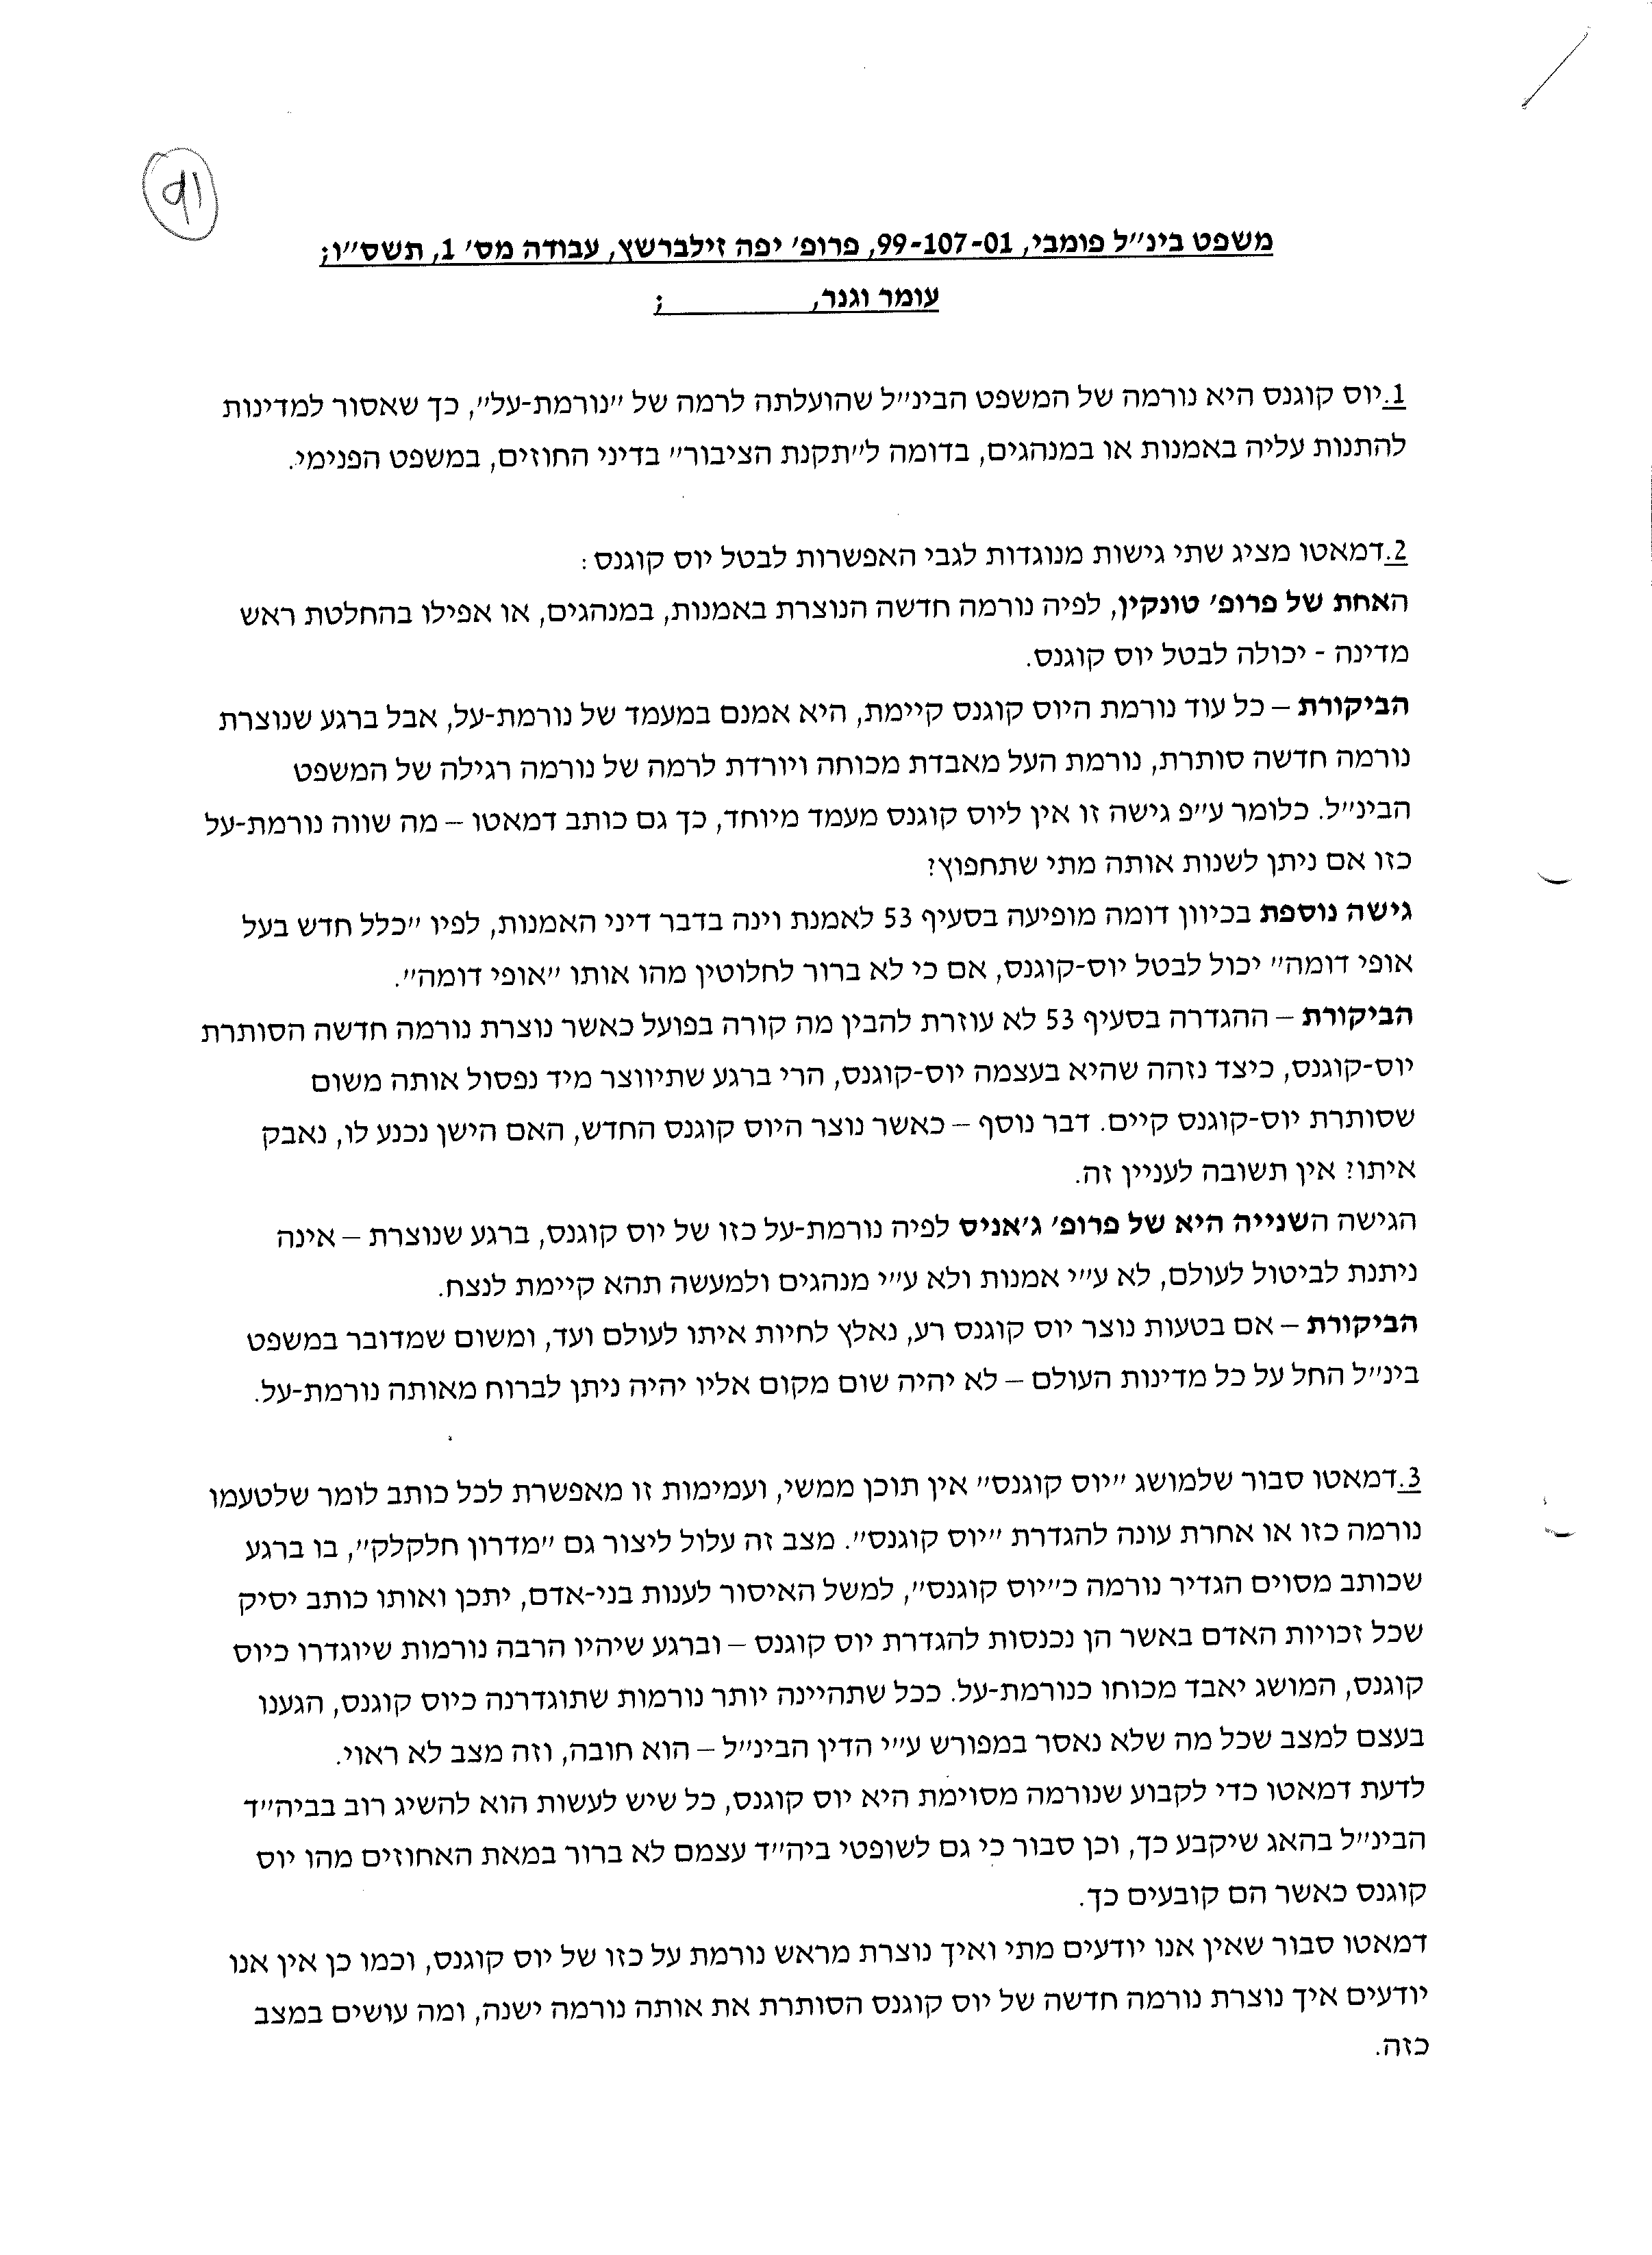 משפט בינ״ל פומבי, 99-107-01, פרופ׳ יפה זילברשץ, עבודה מס׳ 1, תשס״ו;
עומר וגנר, ;
1.יוס קוגנס היא נורמה של המשפט הבינ״ל שהועלתה לרמה של ״נורמת-על״, כך שאסור למדינות
להתנות עליה באמנות או במנהגים, בדומה ל״תקנת הציבור״ בדיני החוזים, במשפט הפנימי.
2.דמאטו מציג שתי גישות מנוגדות לגבי האפשרות לבטל יוס קוגנס:
האחת של פרופ׳ טונקין, לפיה נורמה חדשה הנוצרת באמנות, במנהגים, או אפילו בהחלטת ראש
מדינה - יכולה לבטל יוס קוגנס.
הביקורת – כל עוד נורמת היוס קוגנס קיימת, היא אמנם במעמד של נורמת-על, אבל ברגע שנוצרת
נורמה חדשה סותרת, נורמת העל מאבדת מכוחה ויורדת לרמה של נורמה רגילה של המשפט
הבינ״ל. כלומר ע״פ גישה זו אין ליוס קוגנס מעמד מיוחד, כך גם כותב דמאטו – מה שווה נורמת-על
כזו אם ניתן לשנות אותה מתי שתחפוץ?
גישה נוספת בכיוון דומה מופיעה בסעיף 53 לאמנת וינה בדבר דיני האמנות, לפיו ״כלל חדש בעל
אופי דומה״ יכול לבטל יוס-קוגנס, אם כי לא ברור לחלוטין מהו אותו ״אופי דומה״.
הביקורת – ההגדרה בסעיף 53 לא עוזרת להבין מה קורה בפועל כאשר נוצרת נורמה חדשה הסותרת
יוס-קוגנס, כיצד נזהה שהיא בעצמה יוס-קוגנס, הרי ברגע שתיווצר מיד נפסול אותה משום
שסותרת יוס-קוגנס קיים. דבר נוסף – כאשר נוצר היוס קוגנס החדש, האם הישן נכנע לו, נאבק
איתו? אין תשובה לעניין זה.
הגישה השנייה היא של פרופ׳ ג׳אניס לפיה נורמת-על כזו של יוס קוגנס, ברגע שנוצרת – אינה
ניתנת לביטול לעולם, לא ע״י אמנות ולא ע״י מנהגים ולמעשה תהא קיימת לנצח.
הביקורת – אם בטעות נוצר יוס קוגנס רע, נאלץ לחיות איתו לעולם ועד, ומשום שמדובר במשפט
בינ״ל החל על כל מדינות העולם – לא יהיה שום מקום אליו יהיה ניתן לברוח מאותה נורמת-על.
3.דמאטו סבור שלמושג ״יוס קוגנס״ אין תוכן ממשי, ועמימות זו מאפשרת לכל כותב לומר שלטעמו
נורמה כזו או אחרת עונה להגדרת ״יוס קוגנס״. מצב זה עלול ליצור גם ״מדרון חלקלק״, בו ברגע
שכותב מסוים הגדיר נורמה כ״יוס קוגנס״, למשל האיסור לענות בני-אדם, יתכן ואותו כותב יסיק
שכל זכויות האדם באשר הן נכנסות להגדרת יוס קוגנס – וברגע שיהיו הרבה נורמות שיוגדרו כיוס
קוגנס, המושג יאבד מכוחו כנורמת-על. ככל שתהיינה יותר נורמות שתוגדרנה כיוס קוגנס, הגענו
בעצם למצב שכל מה שלא נאסר במפורש ע״י הדין הבינ״ל – הוא חובה, וזה מצב לא ראוי.
לדעת דמאטו כדי לקבוע שנורמה מסוימת היא יוס קוגנס, כל שיש לעשות הוא להשיג רוב בביה״ד
הבינ״ל בהאג שיקבע כך, וכן סבור כי גם לשופטי ביה״ד עצמם לא ברור במאת האחוזים מהו יוס
קוגנס כאשר הם קובעים כך.
דמאטו סבור שאין אנו יודעים מתי ואיך נוצרת מראש נורמת על כזו של יוס קוגנס, וכמו כן אין אנו
יודעים איך נוצרת נורמה חדשה של יוס קוגנס הסותרת את אותה נורמה ישנה, ומה עושים במצב
כזה.